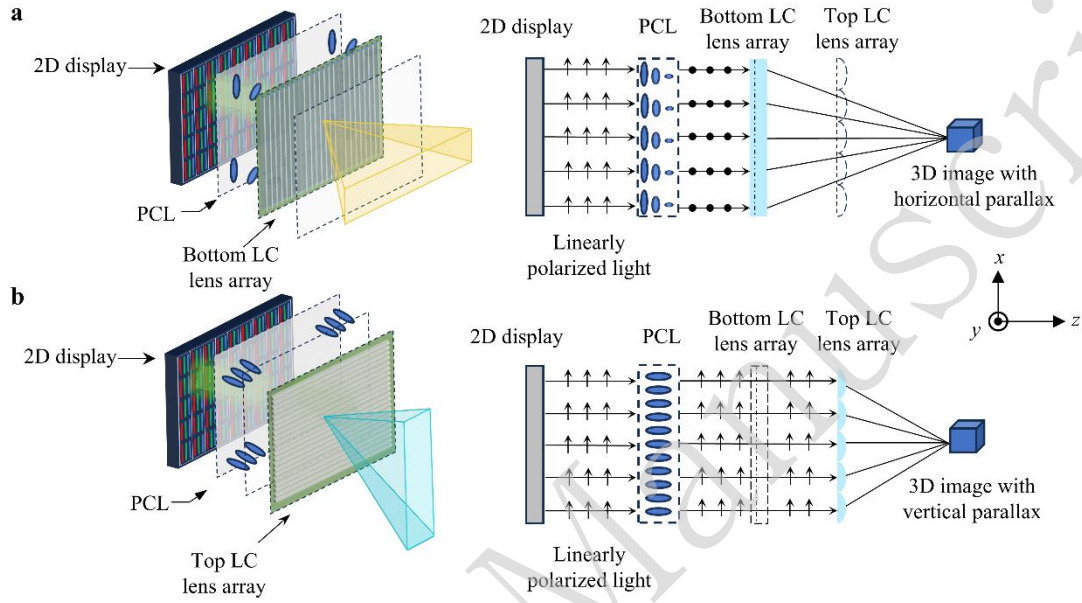 a
2D display
PCL
Bottom LC
lens array
2D display
PCL
Bottom LC
lens array
Top LC
lens array
Linearly
polarized light
3D image with
horizontal parallax
x
y
z
b
2D display
PCL
Top LC
lens array
2D display
PCL
Bottom LC
lens array
Top LC
lens array
Linearly
polarized light
3D image with
vertical parallax
Manuscri